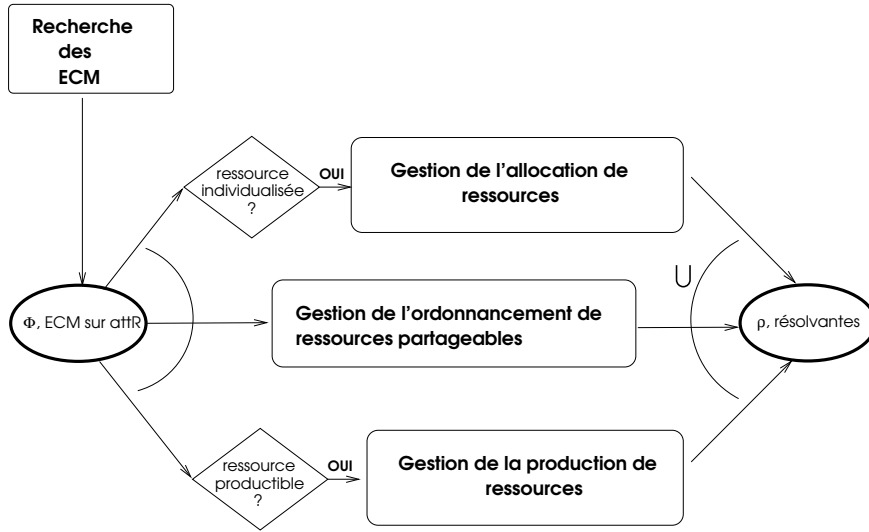 Recherche
des
ECM
ressource
individualisée
?
OUI
Gestion de l'allocation de
ressources
Φ, ECM sur attR
Gestion de l'ordonnancement de
ressources partageables
U
ρ, résolvantes
ressource
productible
?
OUI
Gestion de la production de
ressources